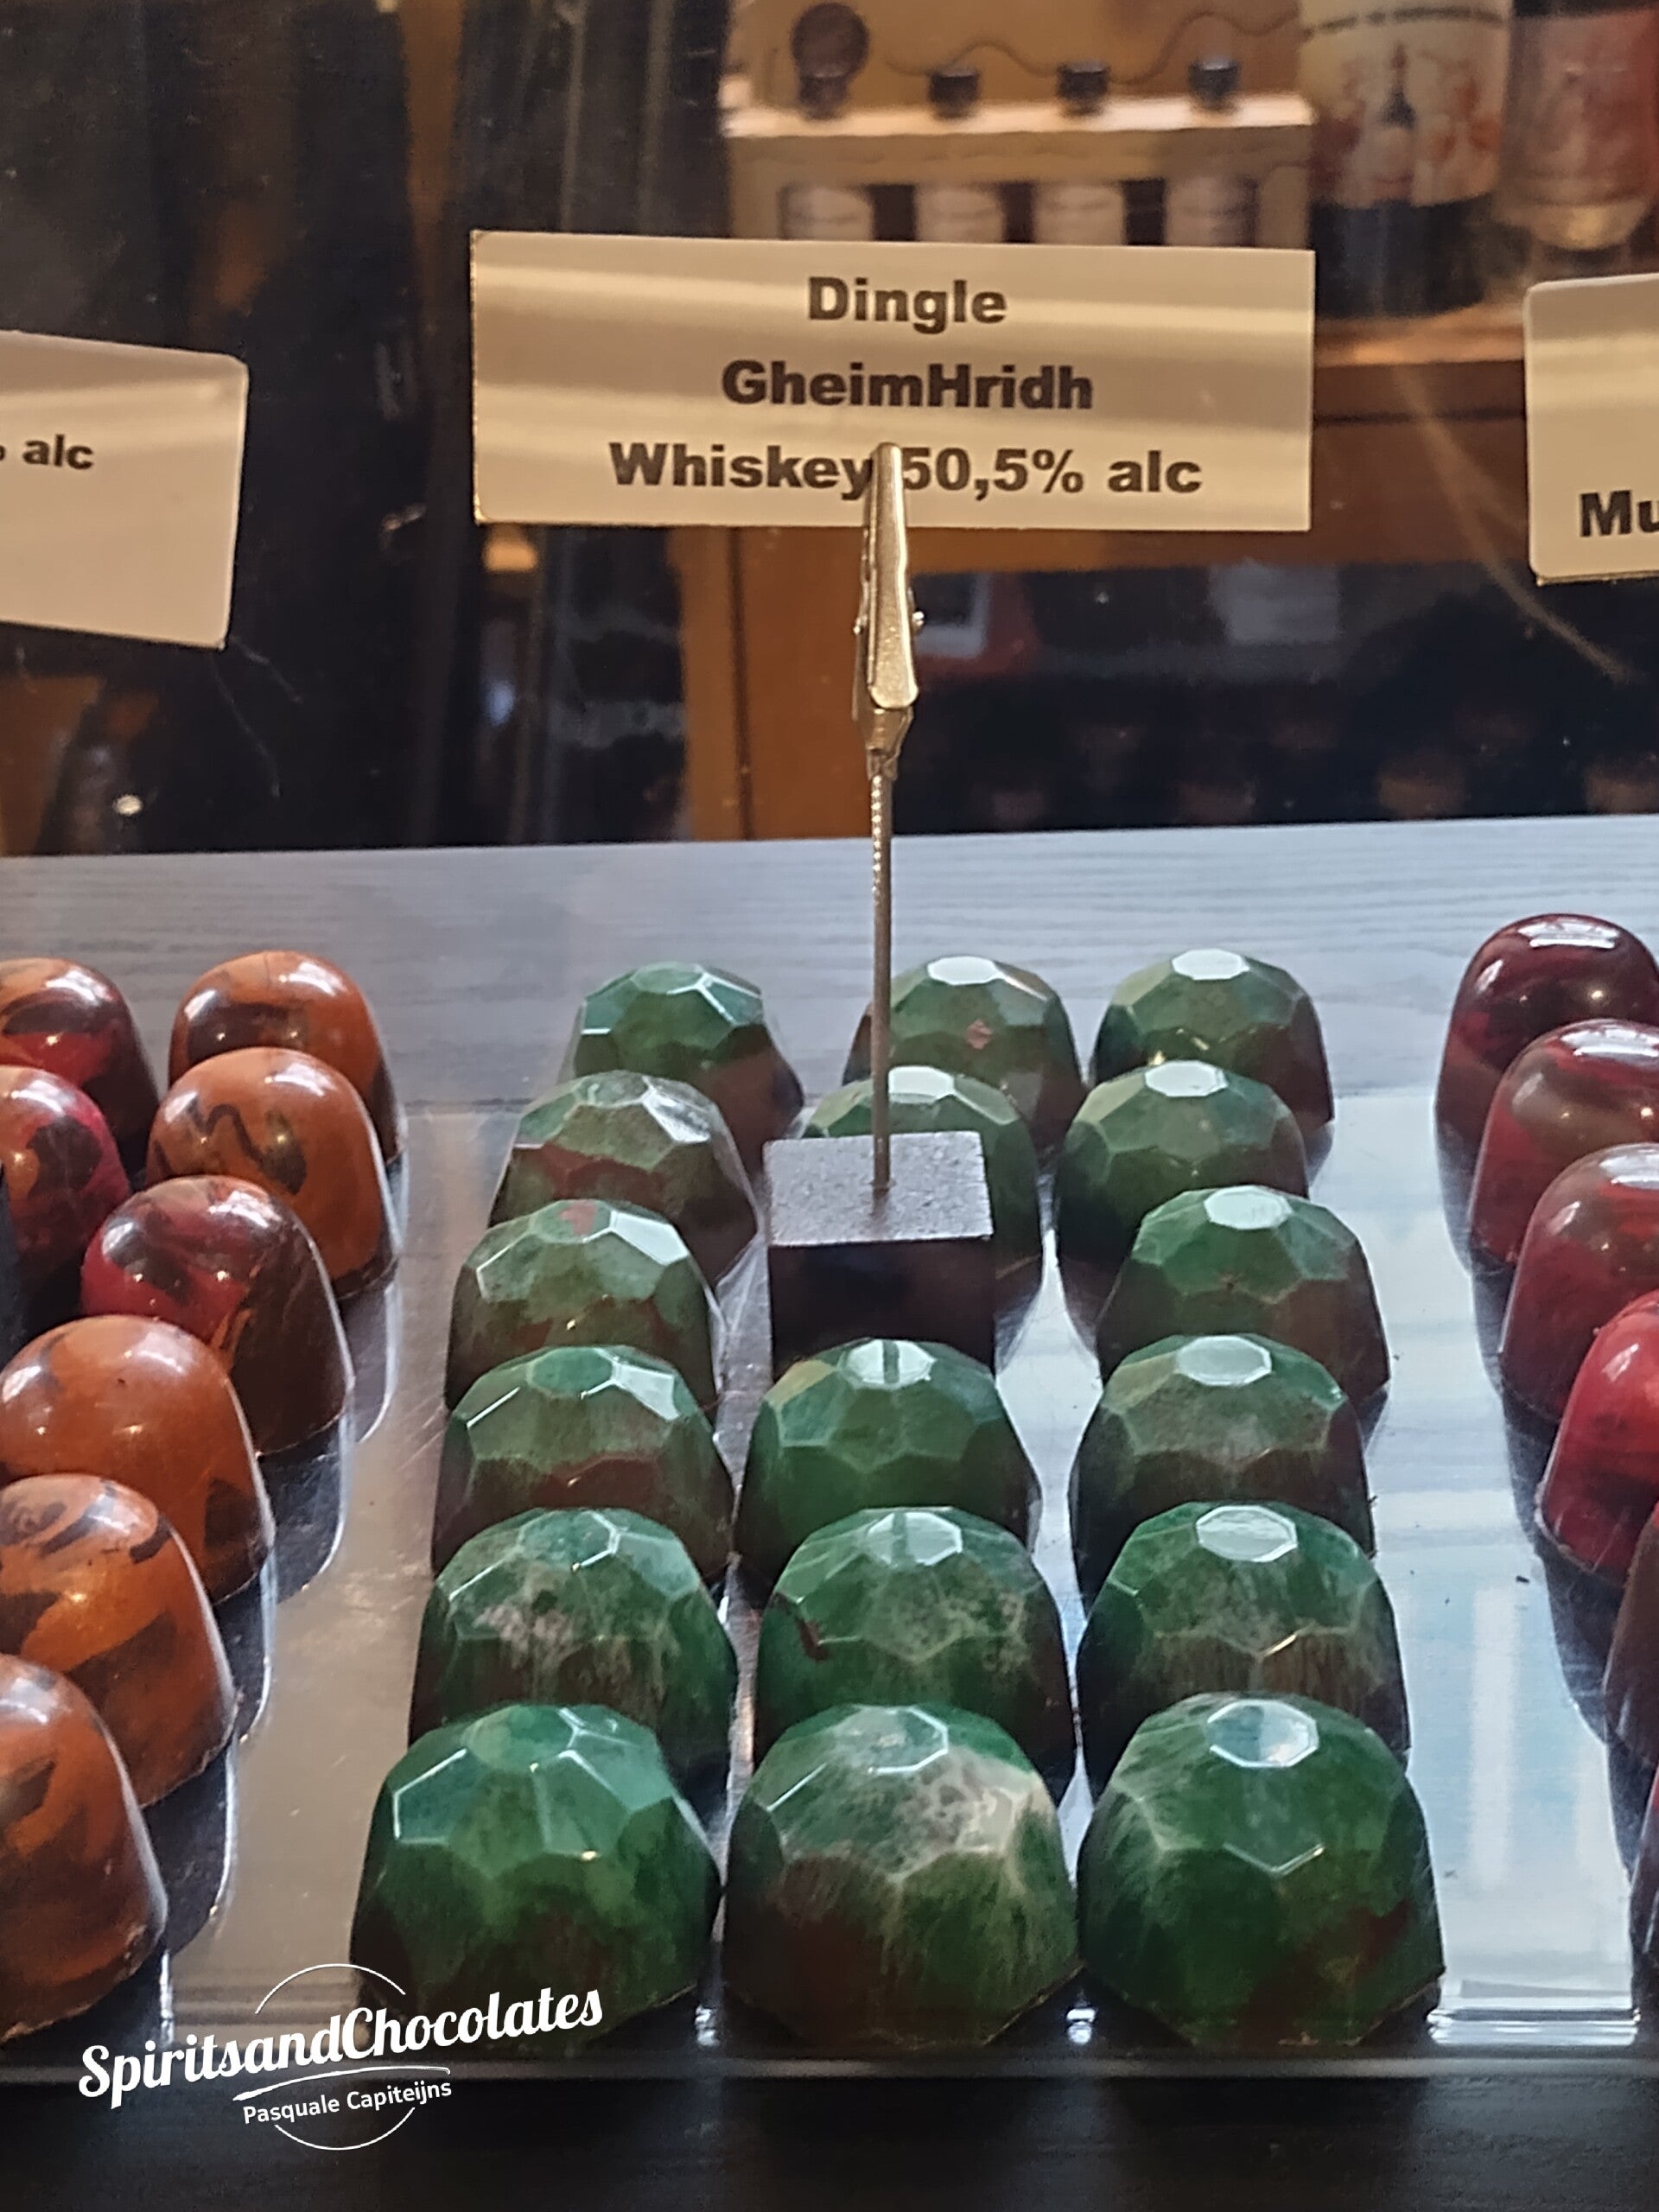 Dingle
GheimHridh
Whiskey 50,5% alc
% alc
Mu
SpiritsandChocolates
Pasquale Capiteijns